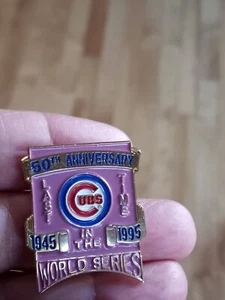 50TH ANNIVERSARY
LAST TIME
CUBS
1945 IN 1995
THE
WORLD SERIES